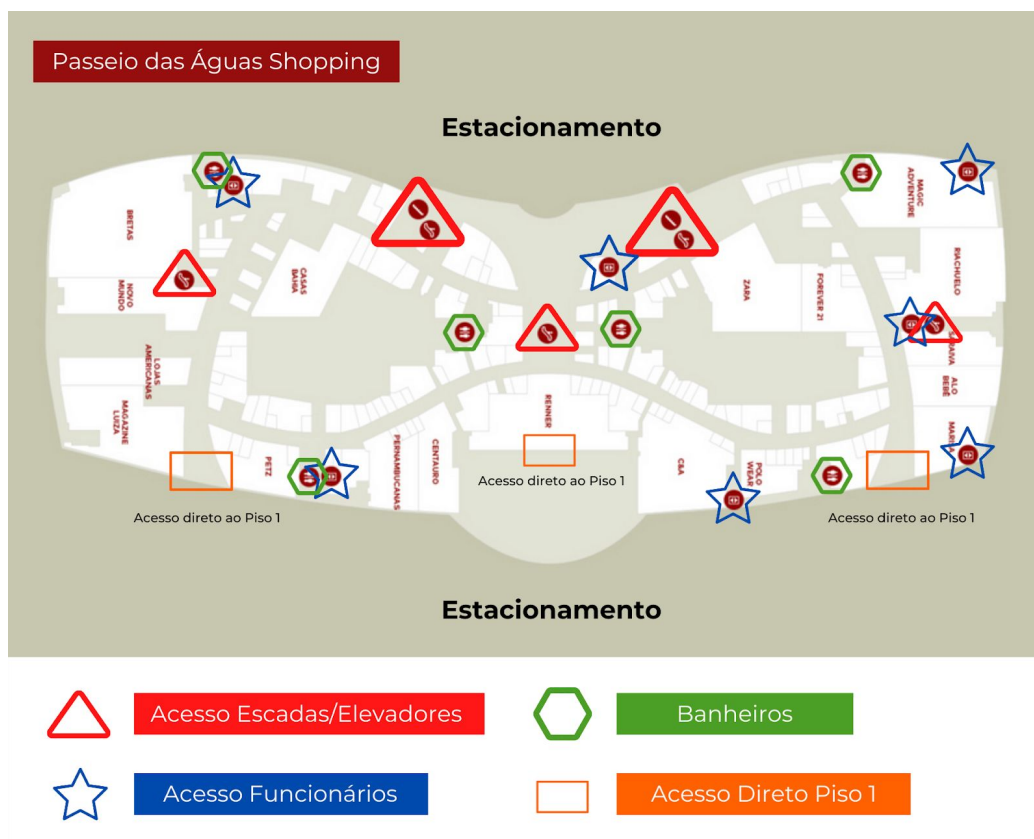 Passeio das Águas Shopping
Estacionamento
BRETAS
NOVO
MUNDO
LOJAS
AMERICANAS
MAGAZINE
LUIZA
CASAS
BAHIA
PETZ
PERNAMBUCANAS
CENTAURO
RENNER
C&A
POLO
WEAR
ZARA
FOREVER 21
MAGIC
ADVENTURE
RIACHUELO
SARAIVA
ALO
BEBÊ
MARISA
Acesso direto ao Piso 1
Acesso direto ao Piso 1
Acesso direto ao Piso 1
Estacionamento
Acesso Escadas/Elevadores
Banheiros
Acesso Funcionários
Acesso Direto Piso 1